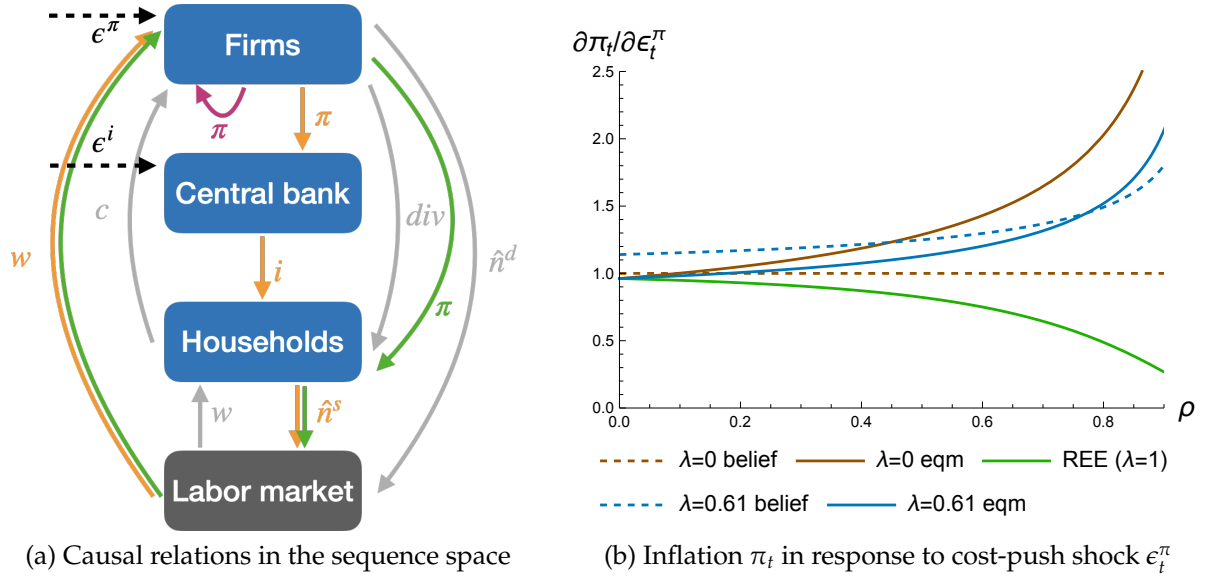 ϵ^π
Firms
π
π
ϵ^i
Central bank
c
div
w
i
n̂^d
π
Households
w
n̂^s
Labor market
(a) Causal relations in the sequence space
∂π_t/∂ϵ_t^π
2.5
2.0
1.5
1.0
0.5
0.0
0.0
0.2
0.4
0.6
0.8
ρ
λ=0 belief
λ=0 eqm
REE (λ=1)
λ=0.61 belief
λ=0.61 eqm
(b) Inflation π_t in response to cost-push shock ϵ_t^π